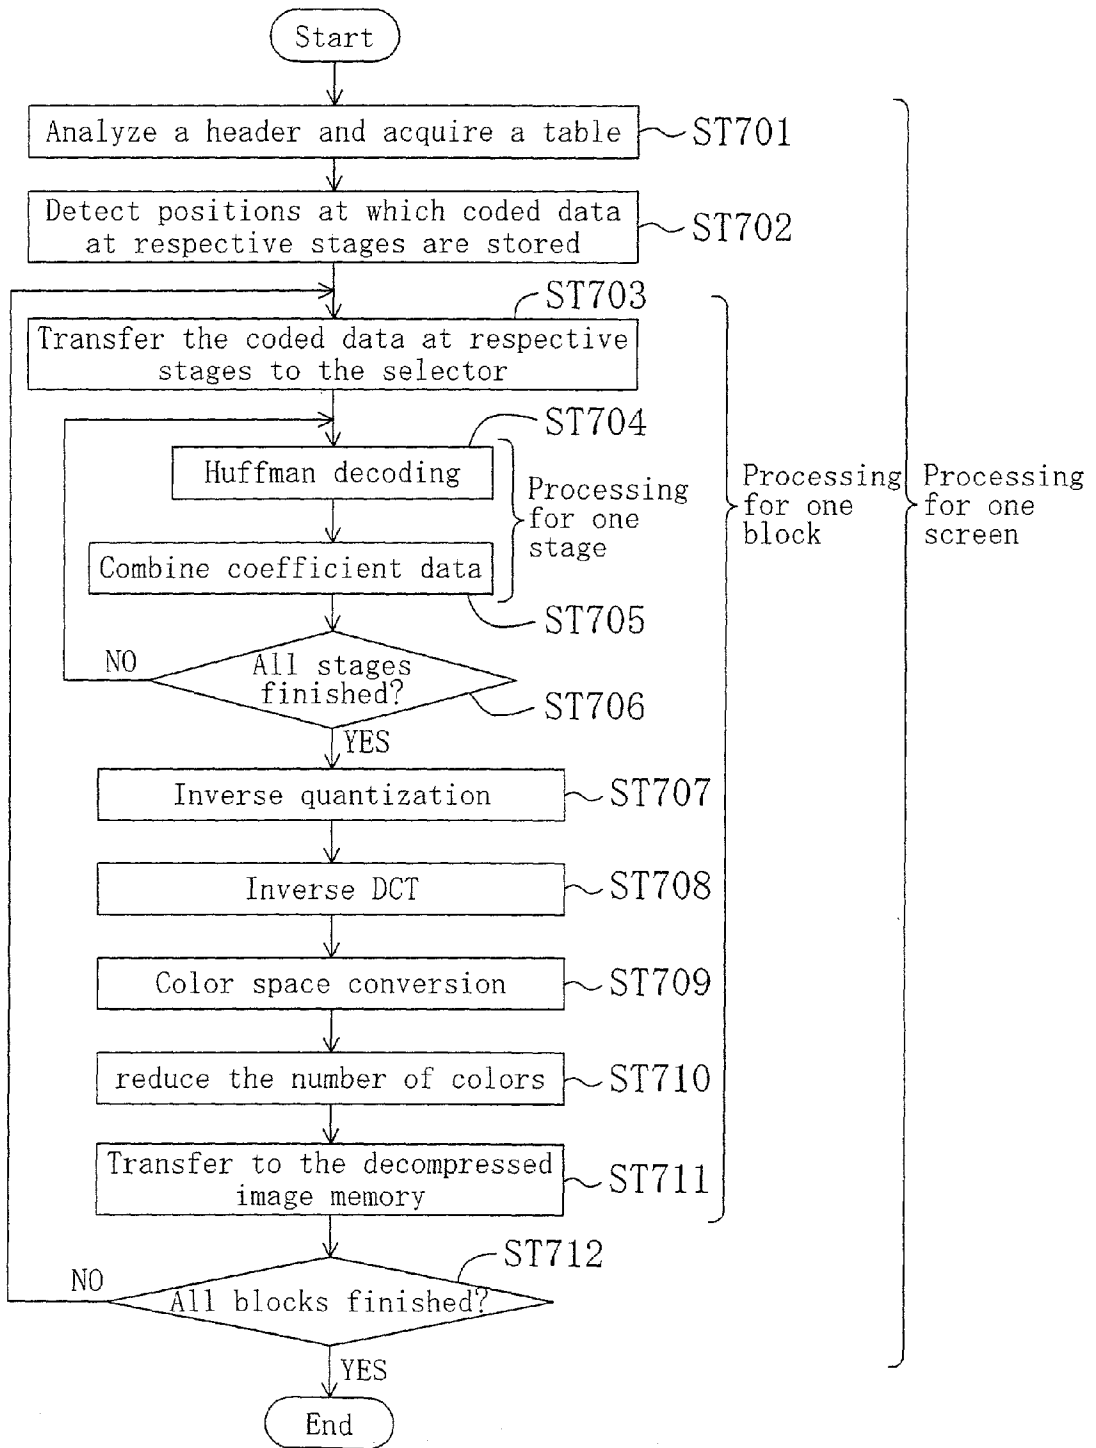 Start
Analyze a header and acquire a table
ST701
Detect positions at which coded data
at respective stages are stored
ST702
ST703
Transfer the coded data at respective
stages to the selector
ST704
Huffman decoding
Processing
for one
stage
Processing
for one
block
Processing
for one
screen
Combine coefficient data
ST705
NO
All stages
finished?
ST706
YES
Inverse quantization
ST707
Inverse DCT
ST708
Color space conversion
ST709
reduce the number of colors
ST710
Transfer to the decompressed
image memory
ST711
ST712
NO
All blocks finished?
YES
End